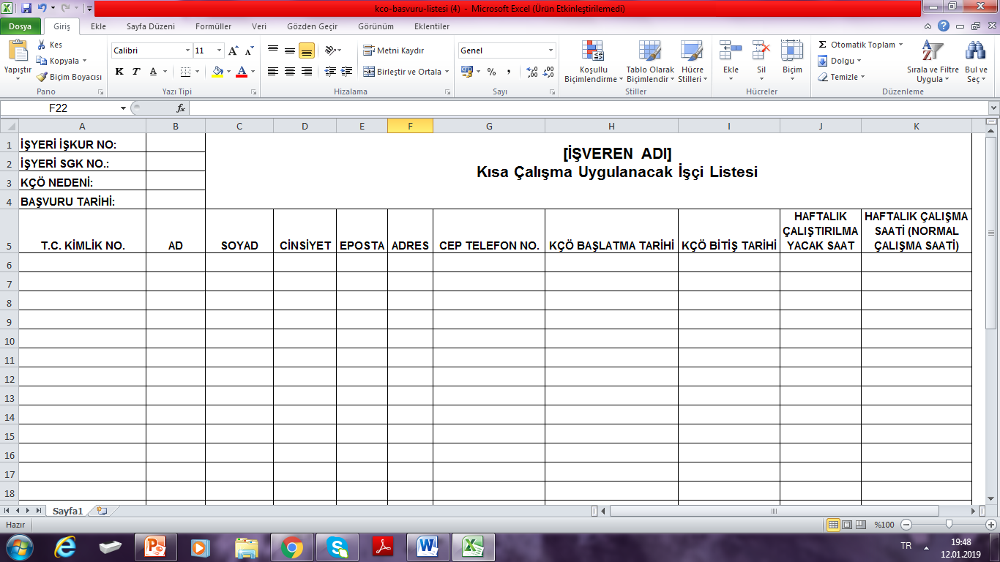 kco-basvuru-listesi (4) - Microsoft Excel (Ürün Etkinleştirilemedi)
Dosya Giriş Ekle Sayfa Düzeni Formüller Veri Gözden Geçir Görünüm Eklentiler
Yapıştır
Kes
Kopyala
Biçim Boyacısı
Pano
Calibri 11
K T A
Yazı Tipi
Metni Kaydır
Birleştir ve Ortala
Hizalama
Genel
% ,
Sayı
Koşullu Biçimlendirme
Tablo Olarak Biçimlendir
Hücre Stilleri
Stiller
Ekle
Sil
Biçim
Hücreler
Σ Otomatik Toplam
Dolgu
Temizle
Sırala ve Filtre Uygula
Bul ve Seç
Düzenleme
F22 fx
A B C D E F G H I J K
1 İŞYERİ İŞKUR NO:
2 İŞYERİ SGK NO.:
3 KÇÖ NEDENİ:
4 BAŞVURU TARİHİ:
[İŞVEREN ADI]
Kısa Çalışma Uygulanacak İşçi Listesi
5 T.C. KİMLİK NO. AD SOYAD CİNSİYET EPOSTA ADRES CEP TELEFON NO. KÇÖ BAŞLATMA TARİHİ KÇÖ BİTİŞ TARİHİ
HAFTALIK
ÇALIŞTIRILMA
YACAK SAAT
HAFTALIK ÇALIŞMA
SAATİ (NORMAL
ÇALIŞMA SAATİ)
6
7
8
9
10
11
12
13
14
15
16
17
18
Sayfa1
Hazır
%100
TR
19:48
12.01.2019